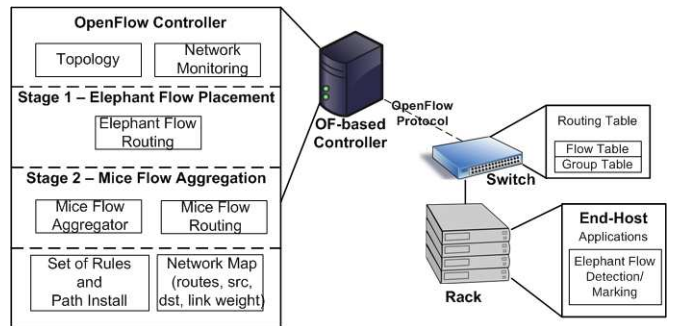 OpenFlow Controller
Topology
Network
Monitoring
Stage 1 – Elephant Flow Placement
Elephant Flow
Routing
Stage 2 – Mice Flow Aggregation
Mice Flow
Aggregator
Mice Flow
Routing
Set of Rules
and
Path Install
Network Map
(routes, src,
dst, link weight)
OF-based
Controller
OpenFlow
Protocol
Switch
Routing Table
Flow Table
Group Table
Rack
End-Host
Applications
Elephant Flow
Detection/
Marking